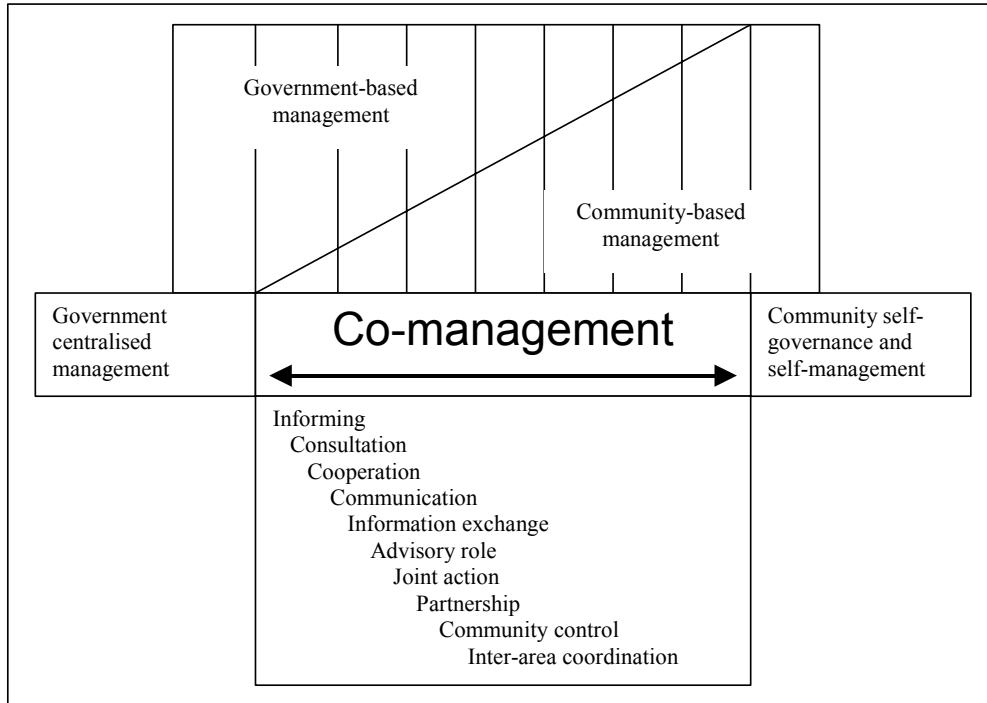 Government-based
management
Community-based
management
Government
centralised
management
Co-management
Community self-
governance and
self-management
Informing
Consultation
Cooperation
Communication
Information exchange
Advisory role
Joint action
Partnership
Community control
Inter-area coordination